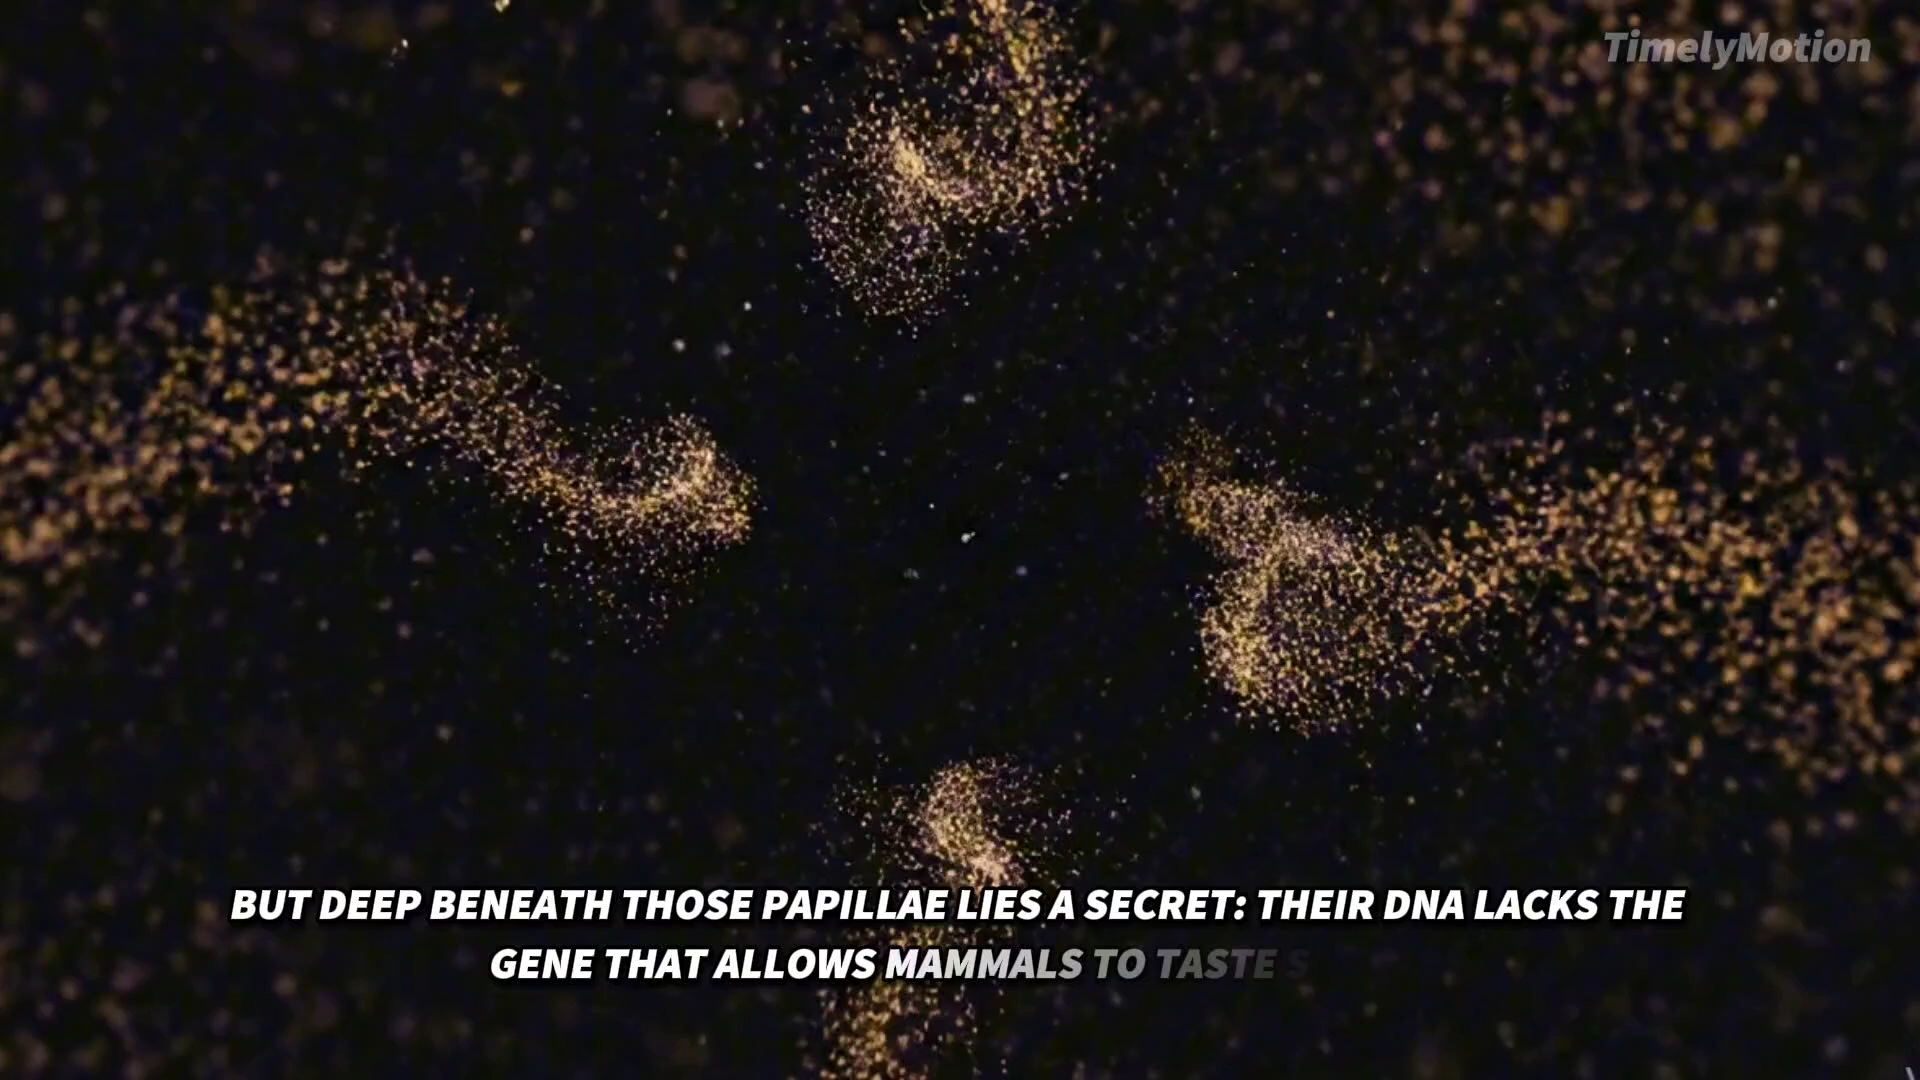 TimelyMotion
BUT DEEP BENEATH THOSE PAPILLAE LIES A SECRET: THEIR DNA LACKS THE
GENE THAT ALLOWS MAMMALS TO TASTE S